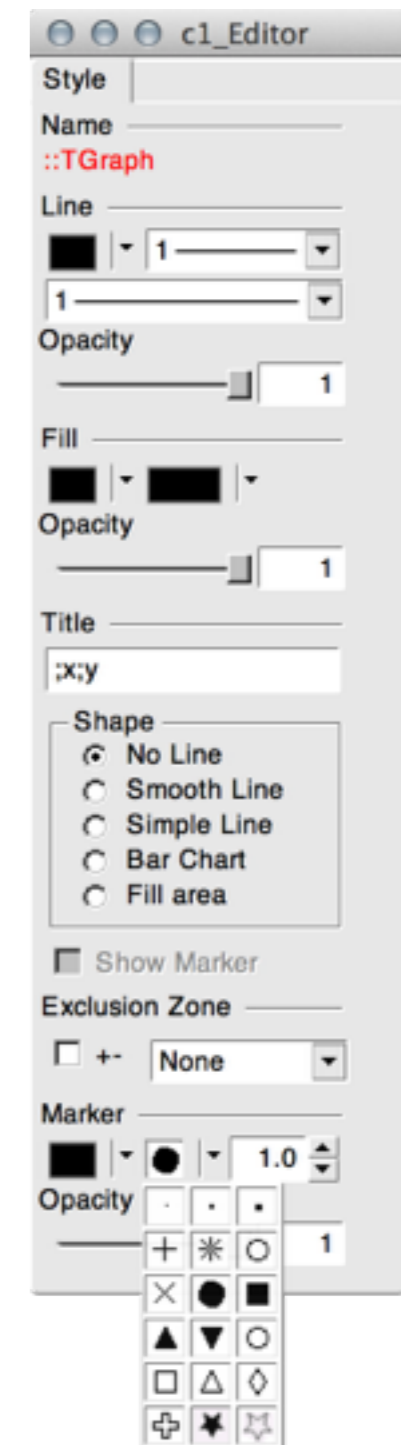 c1_Editor
Style
Name
::TGraph
Line
1
1
Opacity
1
Fill
Opacity
1
Title
;x;y
Shape
No Line
Smooth Line
Simple Line
Bar Chart
Fill area
Show Marker
Exclusion Zone
+- None
Marker
1.0
Opacity
1